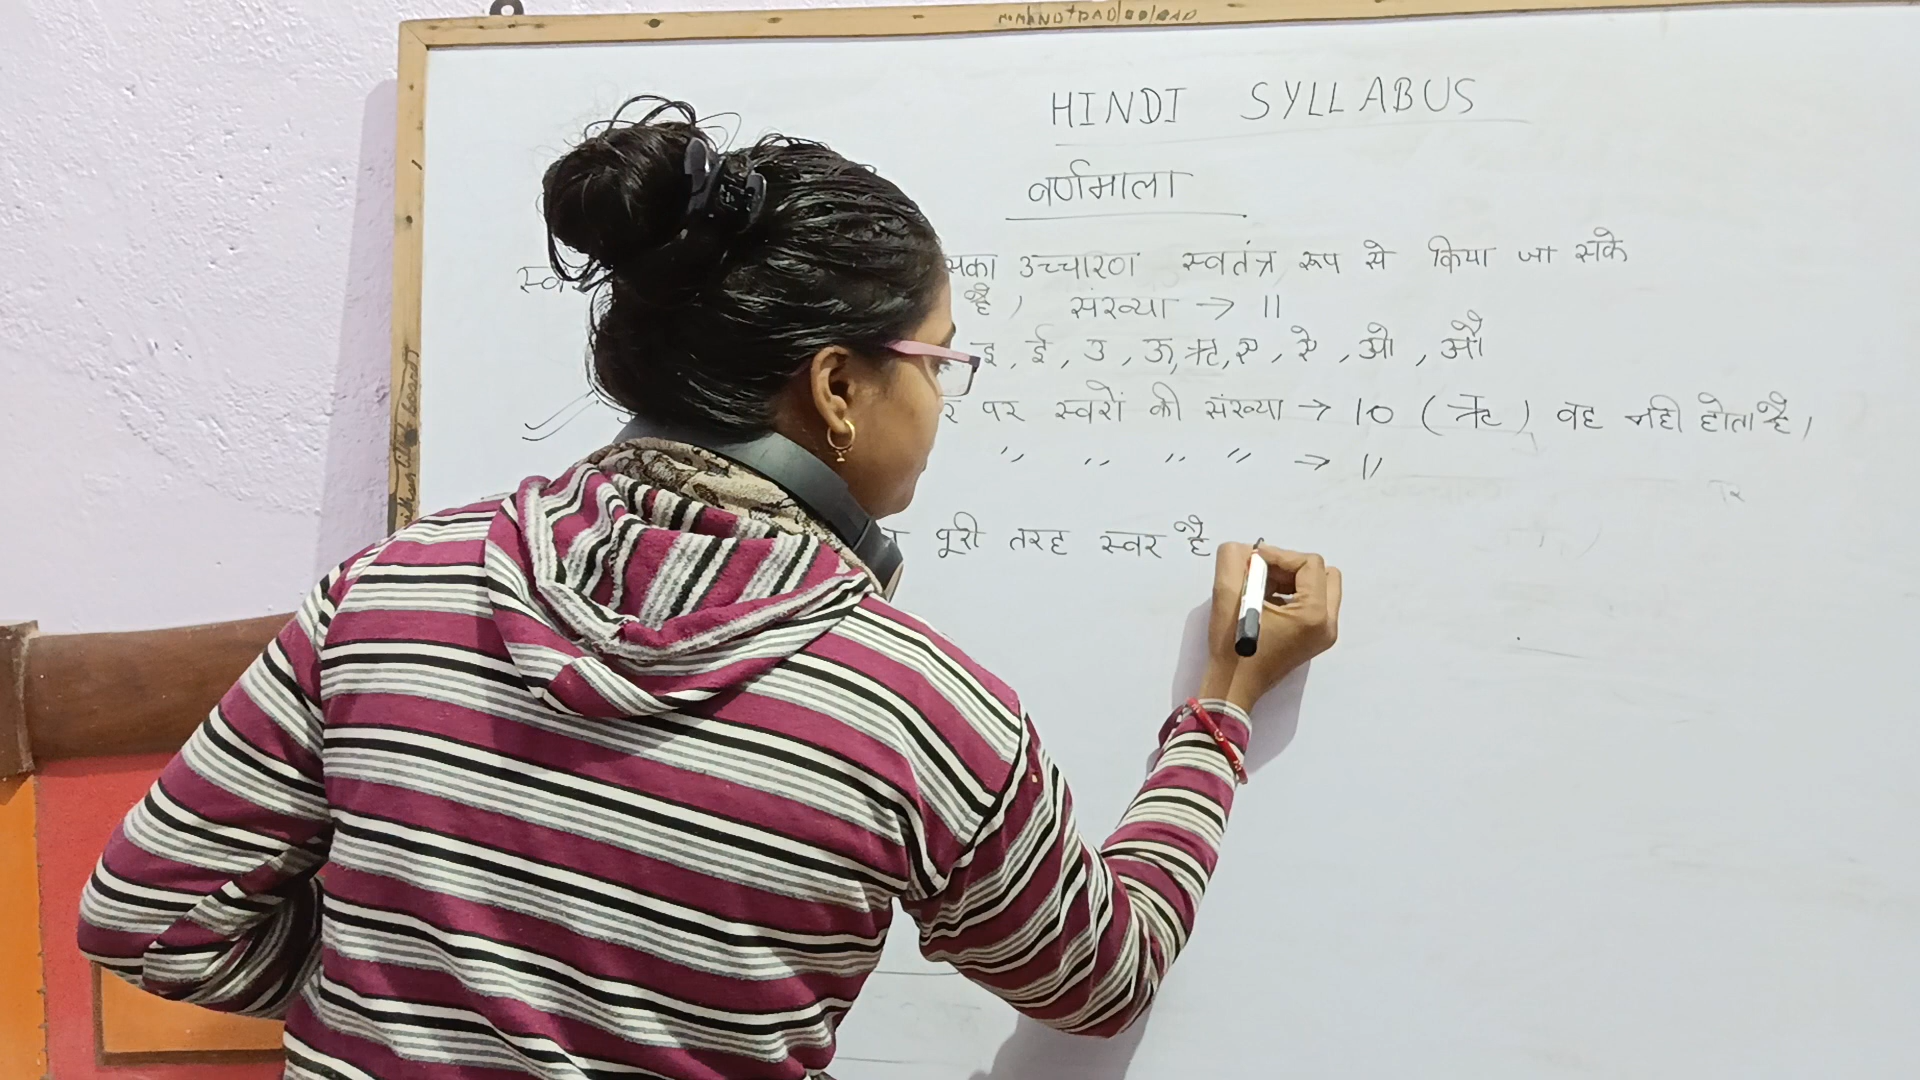 HINDI SYLLABUS
वर्णमाला
स्व सका उच्चारण स्वतंत्र रूप से किया जा सके
है। संख्या → 11
इ, ई, उ, ऊ, ऋ, ए, ऐ, ओ, औ
र पर स्वरों की संख्या → 10 (ऋ) वह नही होता है।
,, ,, ,, ,, → 11
पूरी तरह स्वर है